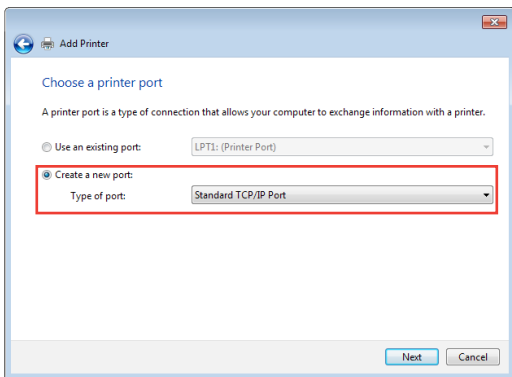 Add Printer
Choose a printer port
A printer port is a type of connection that allows your computer to exchange information with a printer.
Use an existing port: LPT1: (Printer Port)
Create a new port:
Type of port: Standard TCP/IP Port
Next Cancel